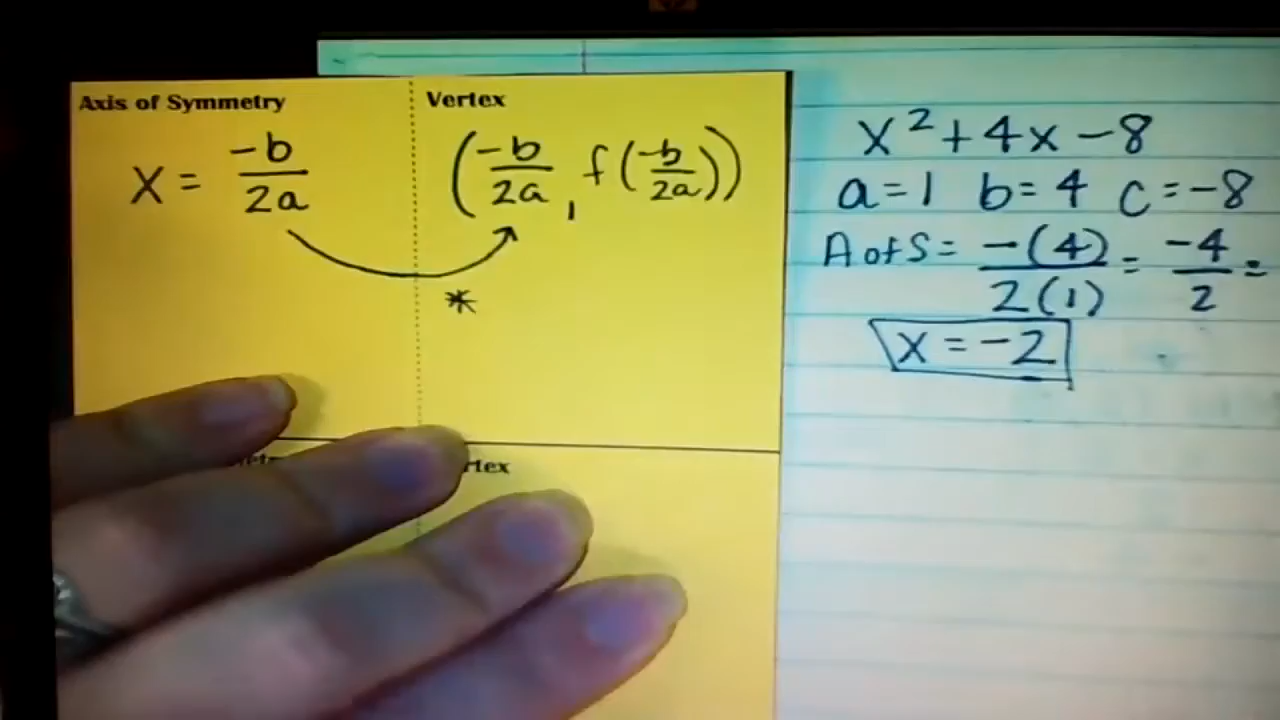 Axis of Symmetry
X = -b/2a
Vertex
(-b/2a, f(-b/2a))
*
rtex
x² + 4x - 8
a = 1 b = 4 c = -8
A of S = -(4)/2(1) = -4/2 =
x = -2